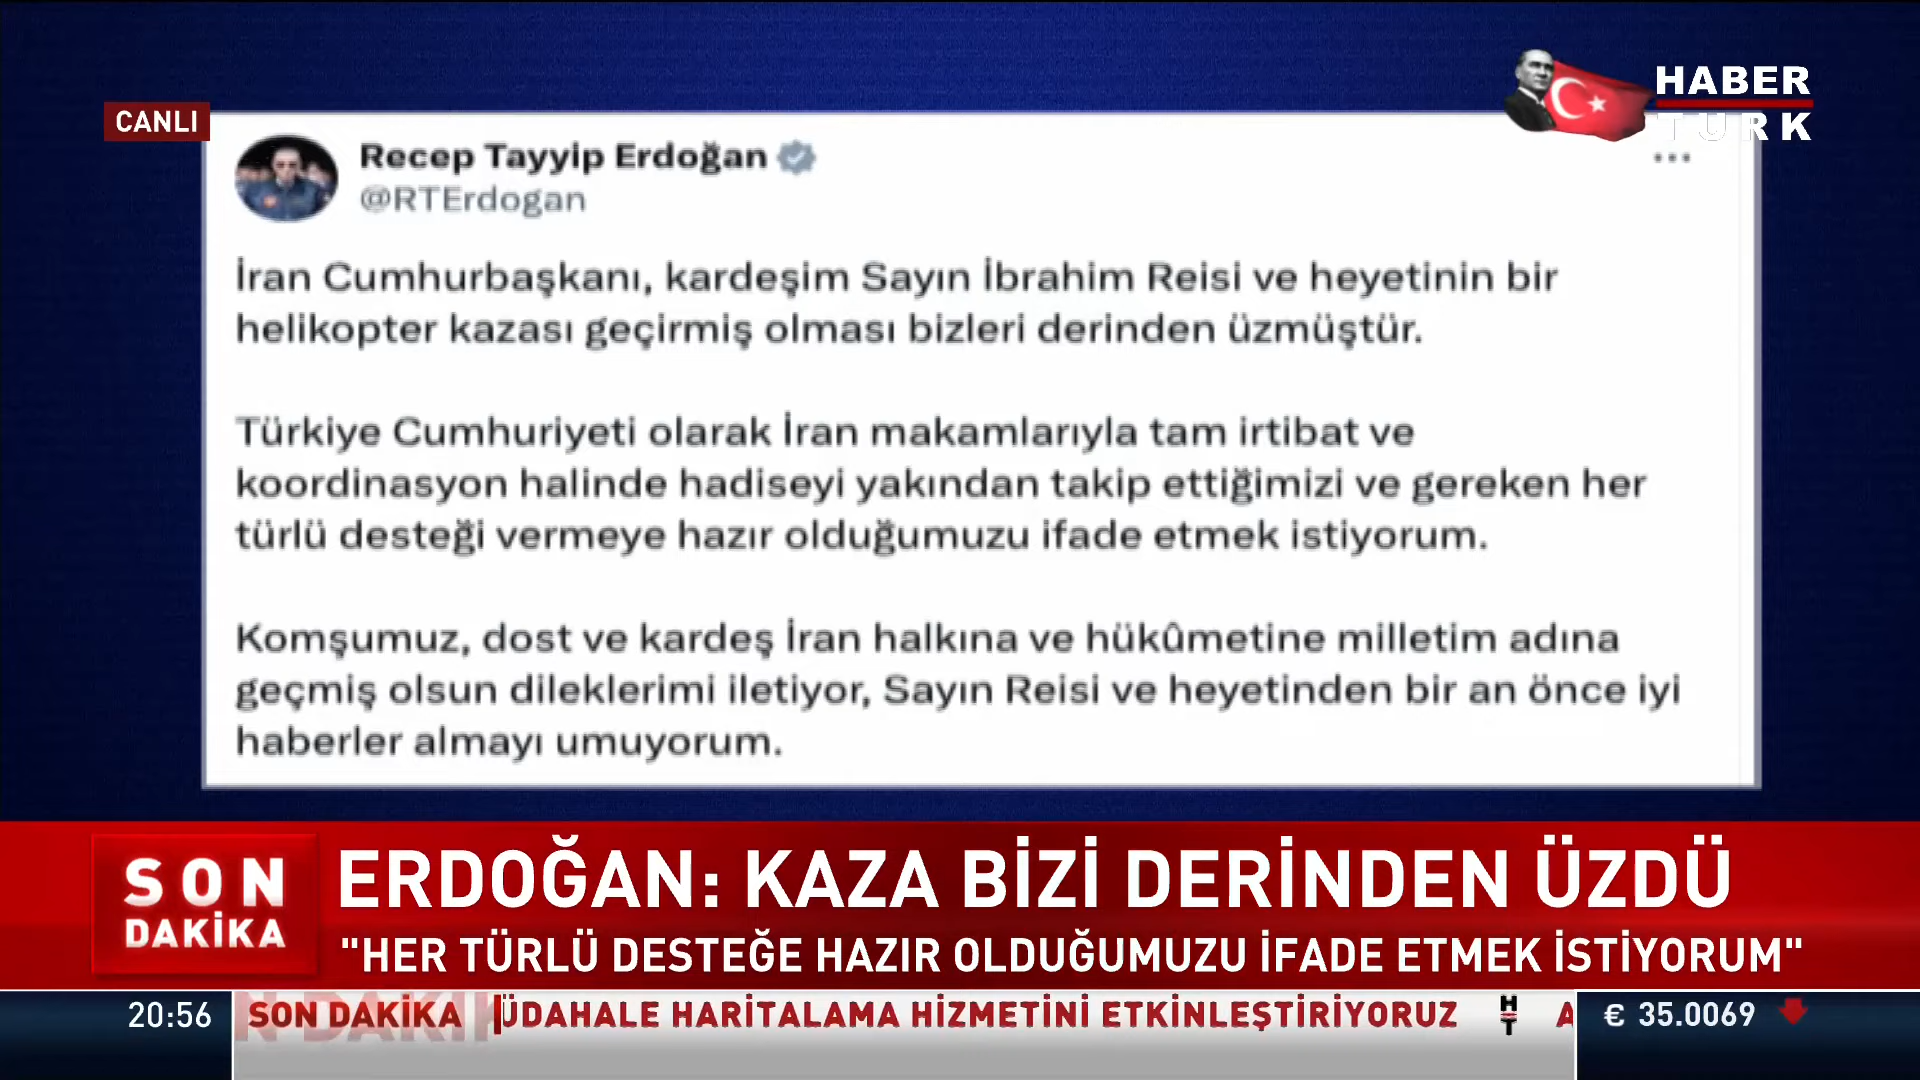 CANLI
HABER
TÜRK
Recep Tayyip Erdoğan
@RTErdogan
İran Cumhurbaşkanı, kardeşim Sayın İbrahim Reisi ve heyetinin bir
helikopter kazası geçirmiş olması bizleri derinden üzmüştür.
Türkiye Cumhuriyeti olarak İran makamlarıyla tam irtibat ve
koordinasyon halinde hadiseyi yakından takip ettiğimizi ve gereken her
türlü desteği vermeye hazır olduğumuzu ifade etmek istiyorum.
Komşumuz, dost ve kardeş İran halkına ve hükûmetine milletim adına
geçmiş olsun dileklerimi iletiyor, Sayın Reisi ve heyetinden bir an önce iyi
haberler almayı umuyorum.
SON
DAKİKA
ERDOĞAN: KAZA BİZİ DERİNDEN ÜZDÜ
"HER TÜRLÜ DESTEĞE HAZIR OLDUĞUMUZU İFADE ETMEK İSTİYORUM"
20:56
SON DAKİKA
ÜDAHALE HARİTALAMA HİZMETİNİ ETKİNLEŞTİRİYORUZ
HT
A
€ 35.0069